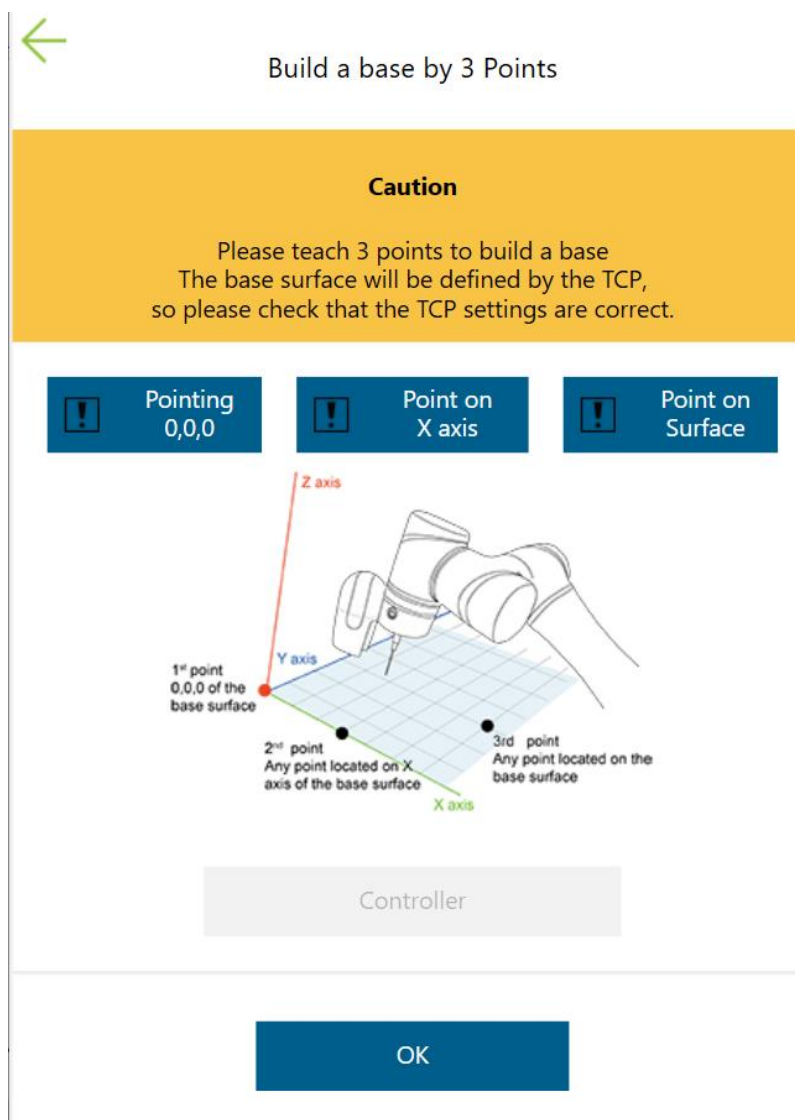 Build a base by 3 Points
Caution
Please teach 3 points to build a base
The base surface will be defined by the TCP,
so please check that the TCP settings are correct.
Pointing
0,0,0
Point on
X axis
Point on
Surface
Z axis
Y axis
1st point
0,0,0 of the
base surface
2nd point
Any point located on X
axis of the base surface
3rd point
Any point located on the
base surface
X axis
Controller
OK